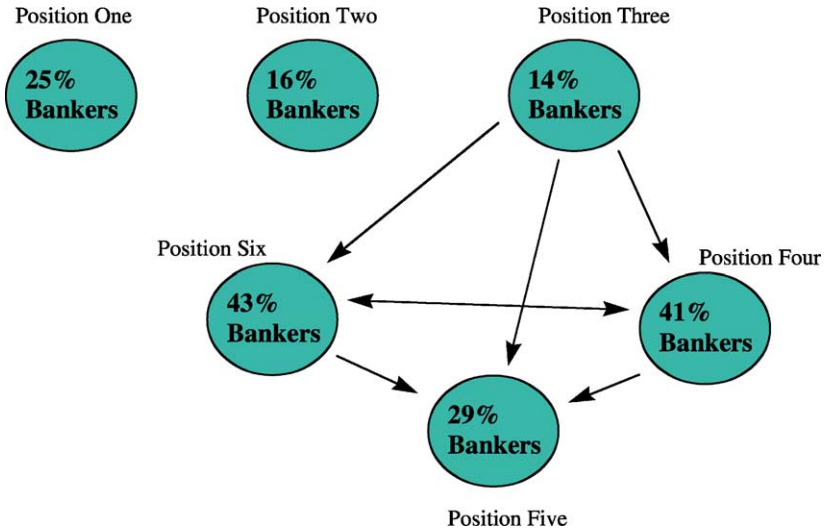 Position One
Position Two
Position Three
25%
Bankers
16%
Bankers
14%
Bankers
Position Six
Position Four
43%
Bankers
41%
Bankers
29%
Bankers
Position Five